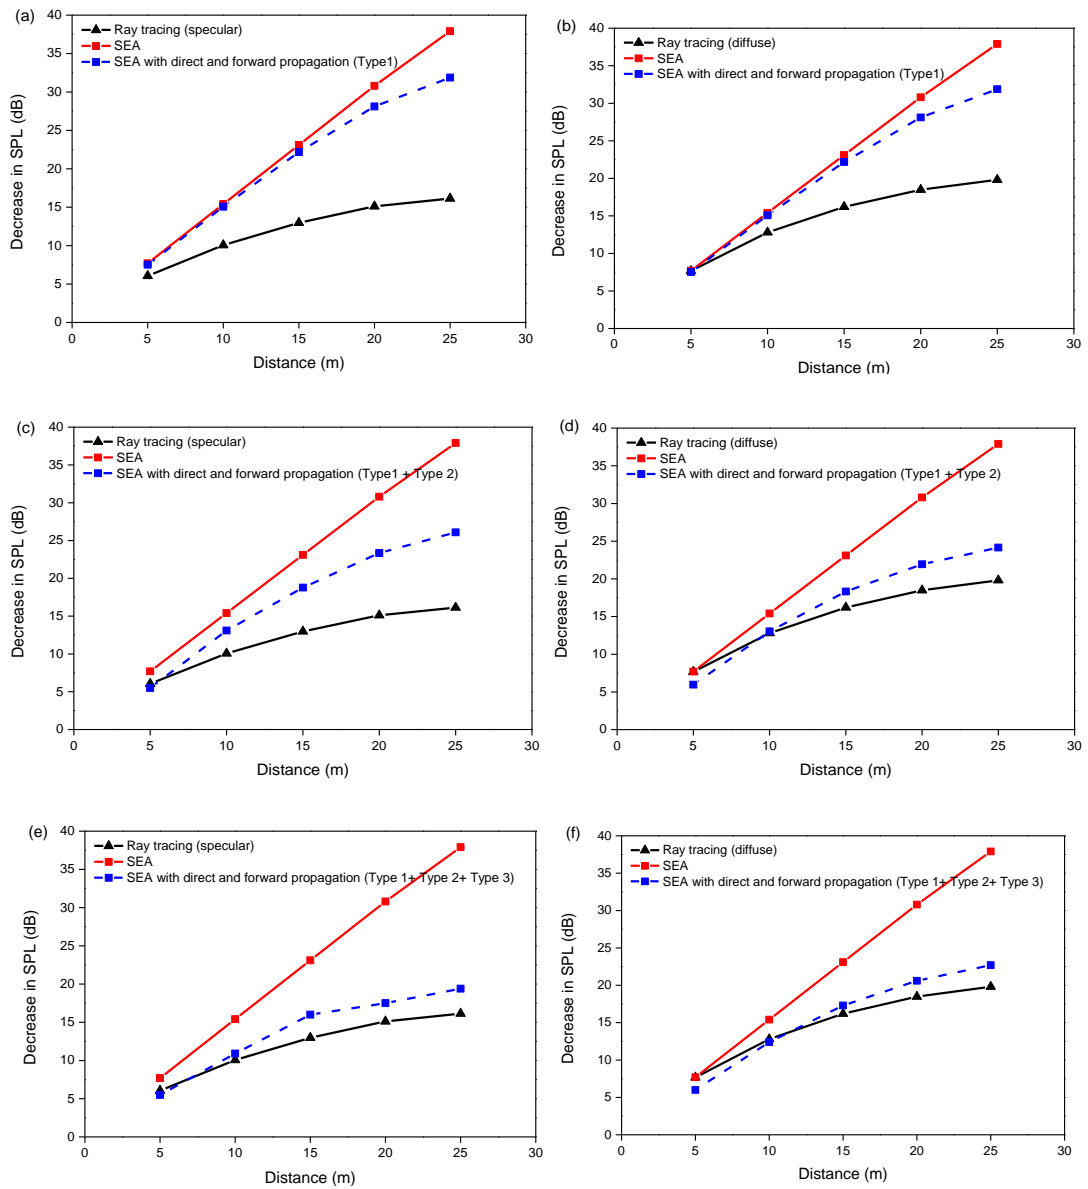 (a)
Ray tracing (specular)
SEA
SEA with direct and forward propagation (Type1)
Decrease in SPL (dB)
40
35
30
25
20
15
10
5
0
0 5 10 15 20 25 30
Distance (m)
(b)
Ray tracing (diffuse)
SEA
SEA with direct and forward propagation (Type1)
Decrease in SPL (dB)
40
35
30
25
20
15
10
5
0
0 5 10 15 20 25 30
Distance (m)
(c)
Ray tracing (specular)
SEA
SEA with direct and forward propagation (Type1 + Type 2)
Decrease in SPL (dB)
40
35
30
25
20
15
10
5
0
0 5 10 15 20 25 30
Distance (m)
(d)
Ray tracing (diffuse)
SEA
SEA with direct and forward propagation (Type1 + Type 2)
Decrease in SPL (dB)
40
35
30
25
20
15
10
5
0
0 5 10 15 20 25 30
Distance (m)
(e)
Ray tracing (specular)
SEA
SEA with direct and forward propagation (Type 1+ Type 2+ Type 3)
Decrease in SPL (dB)
40
35
30
25
20
15
10
5
0
0 5 10 15 20 25 30
Distance (m)
(f)
Ray tracing (diffuse)
SEA
SEA with direct and forward propagation (Type 1+ Type 2+ Type 3)
Decrease in SPL (dB)
40
35
30
25
20
15
10
5
0
0 5 10 15 20 25 30
Distance (m)